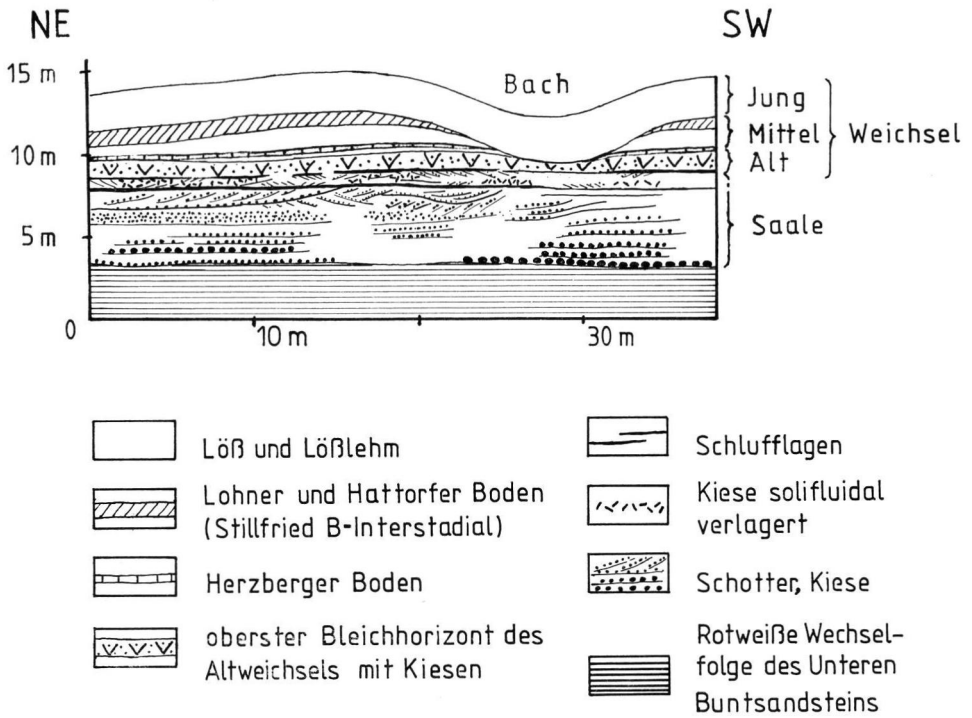 NE
SW
15 m
Bach
Jung
Mittel
Weichsel
10 m
Alt
5 m
Saale
0
10 m
30 m
Löß und Lößlehm
Lohner und Hattorfer Boden
(Stillfried B-Interstadial)
Herzberger Boden
oberster Bleichhorizont des
Altweichsels mit Kiesen
Schlufflagen
Kiese solifluidal
verlagert
Schotter, Kiese
Rotweiße Wechsel-
folge des Unteren
Buntsandsteins